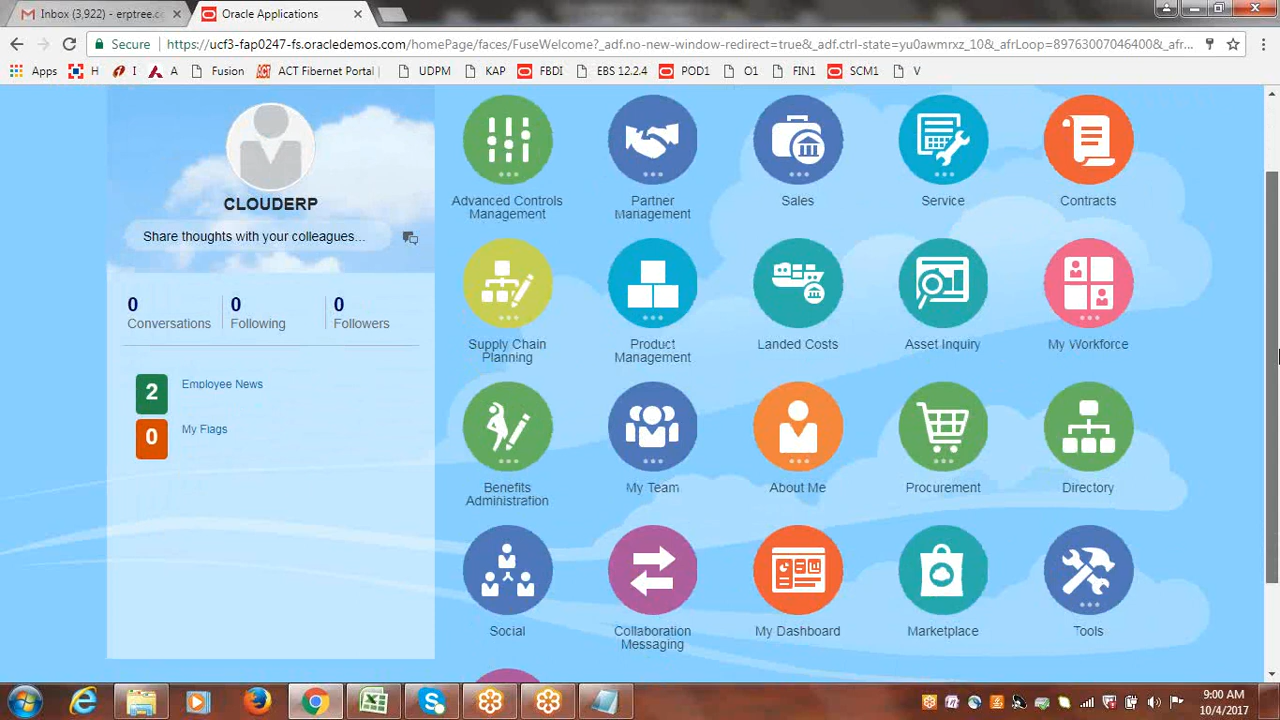 Inbox (3,922) - erptree.c
Oracle Applications
Secure
https://ucf3-fap0247-fs.oracledemos.com/homePage/faces/FuseWelcome?_adf.no-new-window-redirect=true&_adf.ctrl-state=yu0awmrxz_10&_afrLoop=89763007046400&_afr...
Apps
H
I
A
Fusion
ACT Fibernet Portal |
UDPM
KAP
FBDI
EBS 12.2.4
POD1
O1
FIN1
SCM1
V
CLOUDERP
Share thoughts with your colleagues...
0
0
0
Conversations
Following
Followers
2
Employee News
0
My Flags
Advanced Controls
Management
Partner
Management
Sales
Service
Contracts
Supply Chain
Planning
Product
Management
Landed Costs
Asset Inquiry
My Workforce
Benefits
Administration
My Team
About Me
Procurement
Directory
Social
Collaboration
Messaging
My Dashboard
Marketplace
Tools
9:00 AM
10/4/2017